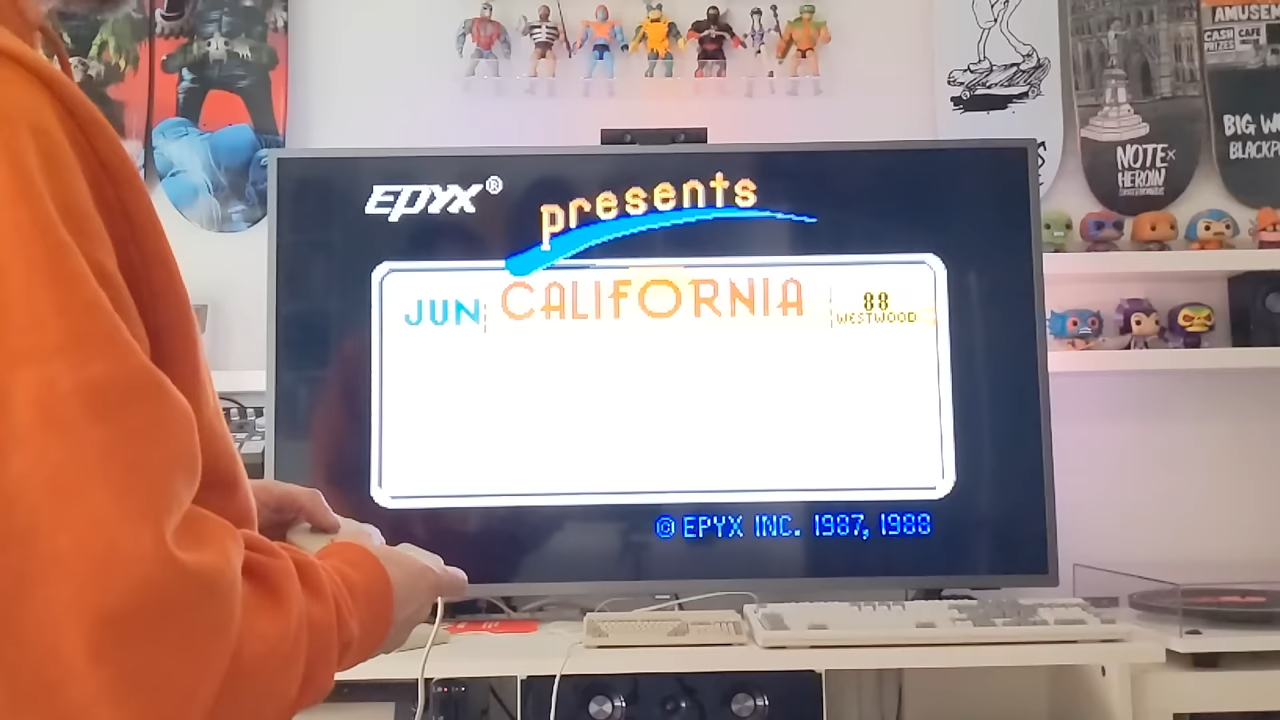 EPYX®
presents
JUN
CALIFORNIA
88
WESTWOOD
© EPYX INC. 1987, 1988
NOTE
HEROIN
AMUSEM
CASH
PRIZES
CAFE
BIG W
BLACKP